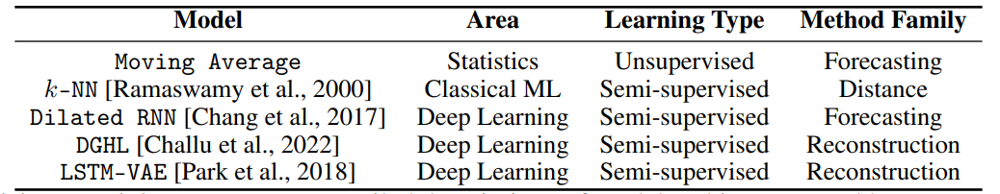 Model Area Learning Type Method Family
Moving Average Statistics Unsupervised Forecasting
k-NN [Ramaswamy et al., 2000] Classical ML Semi-supervised Distance
Dilated RNN [Chang et al., 2017] Deep Learning Semi-supervised Forecasting
DGHL [Challu et al., 2022] Deep Learning Semi-supervised Reconstruction
LSTM-VAE [Park et al., 2018] Deep Learning Semi-supervised Reconstruction